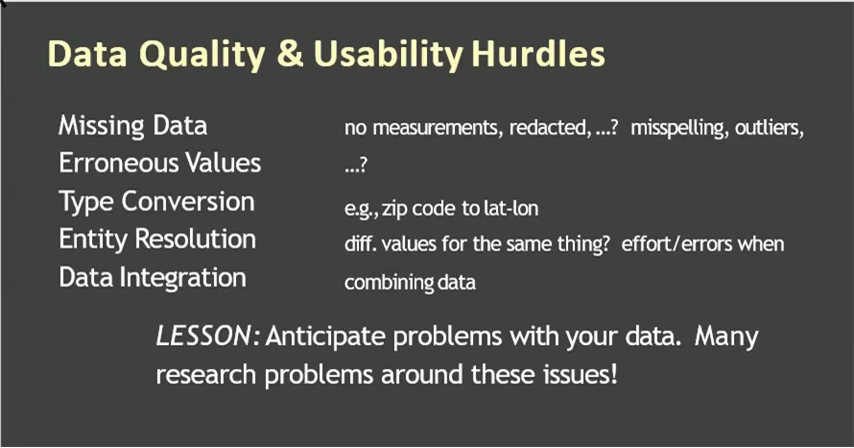 Data Quality & Usability Hurdles
Missing Data
Erroneous Values
Type Conversion
Entity Resolution
Data Integration
no measurements, redacted, ...? misspelling, outliers,
...?
e.g., zip code to lat-lon
diff. values for the same thing? effort/errors when
combining data
LESSON: Anticipate problems with your data. Many
research problems around these issues!